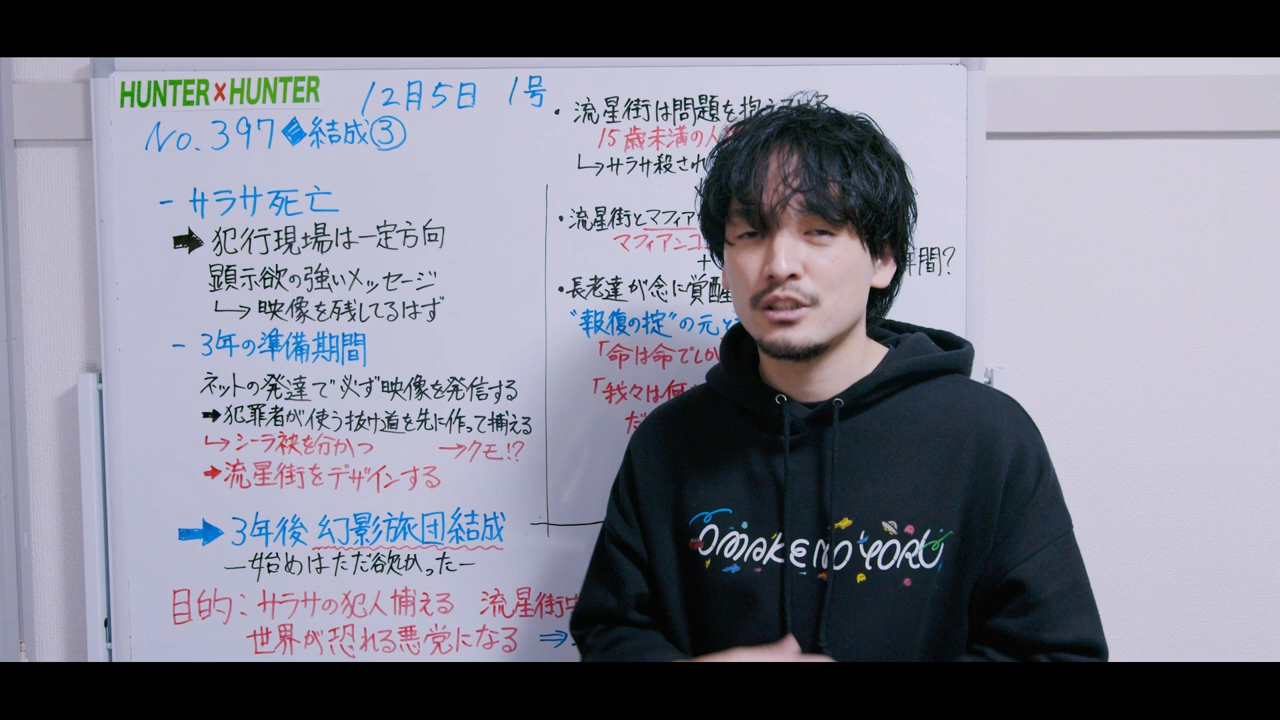 HUNTER×HUNTER 12月5日 1号
No.397 結成③
- サラサ死亡
➡ 犯行現場は一定方向
顕示欲の強いメッセージ
↳ 映像を残してるはず
- 3年の準備期間
ネットの発達で必ず映像を発信する
➡ 犯罪者が使う抜け道を先に作って捕える
↳ シーラ袂を分かつ →クモ!?
➡ 流星街をデザインする
➡ 3年後 幻影旅団結成
—始めはただ欲かった—
目的:サラサの犯人捕える 流星街
世界が恐れる悪党になる ⇒
・流星街は問題を抱えてる
15歳未満の人
↳ サラサ殺され
・流星街とマフィア
マフィアンコ
+ 年間?
・長老達が念に覚醒
"報復の掟"の元と
「命は命でしか
「我々は何
だ
OMAKE NO YORU